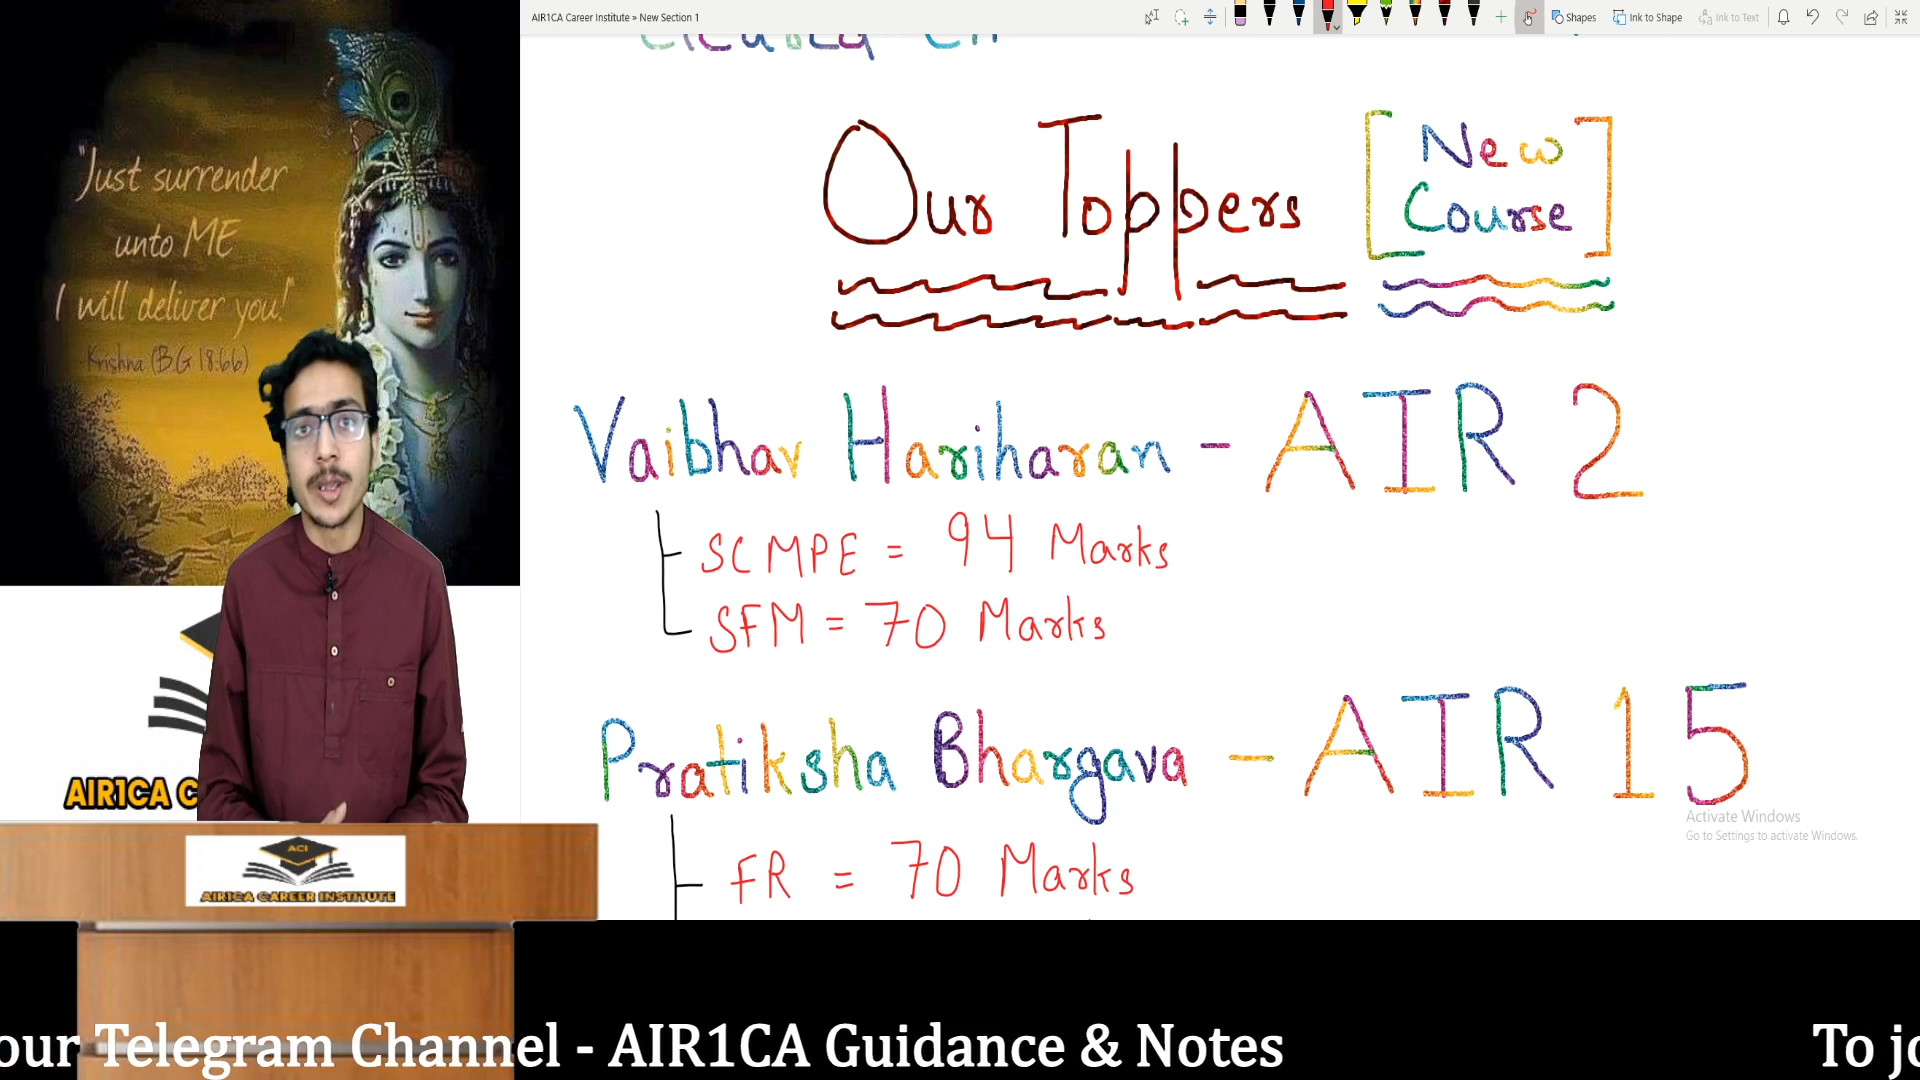 AIR1CA Career Institute » New Section 1
Shapes
Ink to Shape
Ink to Text
"Just surrender
unto ME
I will deliver you!"
- Krishna (B.G 18:66)
Our Toppers
[New
Course]
Vaibhav Hariharan - AIR 2
SCMPE = 94 Marks
SFM = 70 Marks
Pratiksha Bhargava - AIR 15
FR = 70 Marks
Activate Windows
Go to Settings to activate Windows.
AIR1CA C
ACI
AIR1CA CAREER INSTITUTE
our Telegram Channel - AIR1CA Guidance & Notes
To jo